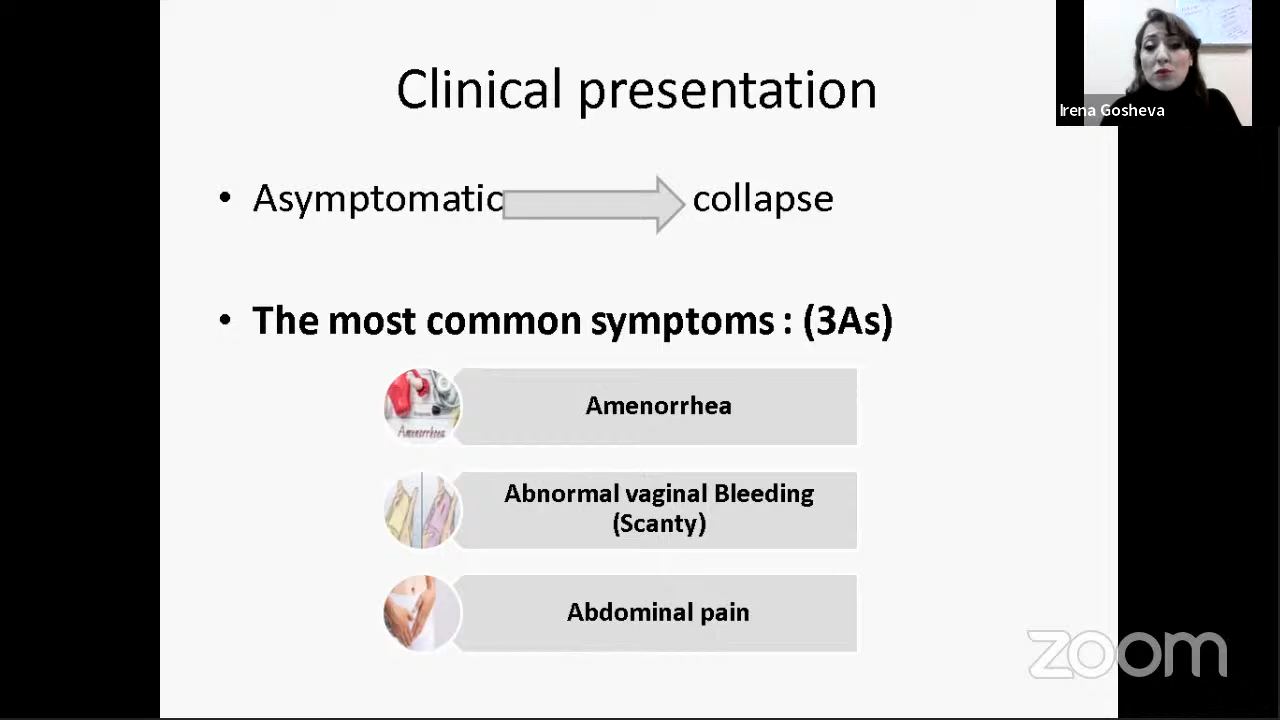 Clinical presentation
Irena Gosheva
• Asymptomatic collapse
• The most common symptoms : (3As)
Amenorrhea
Amenorrhea
Abnormal vaginal Bleeding
(Scanty)
Abdominal pain
zoom